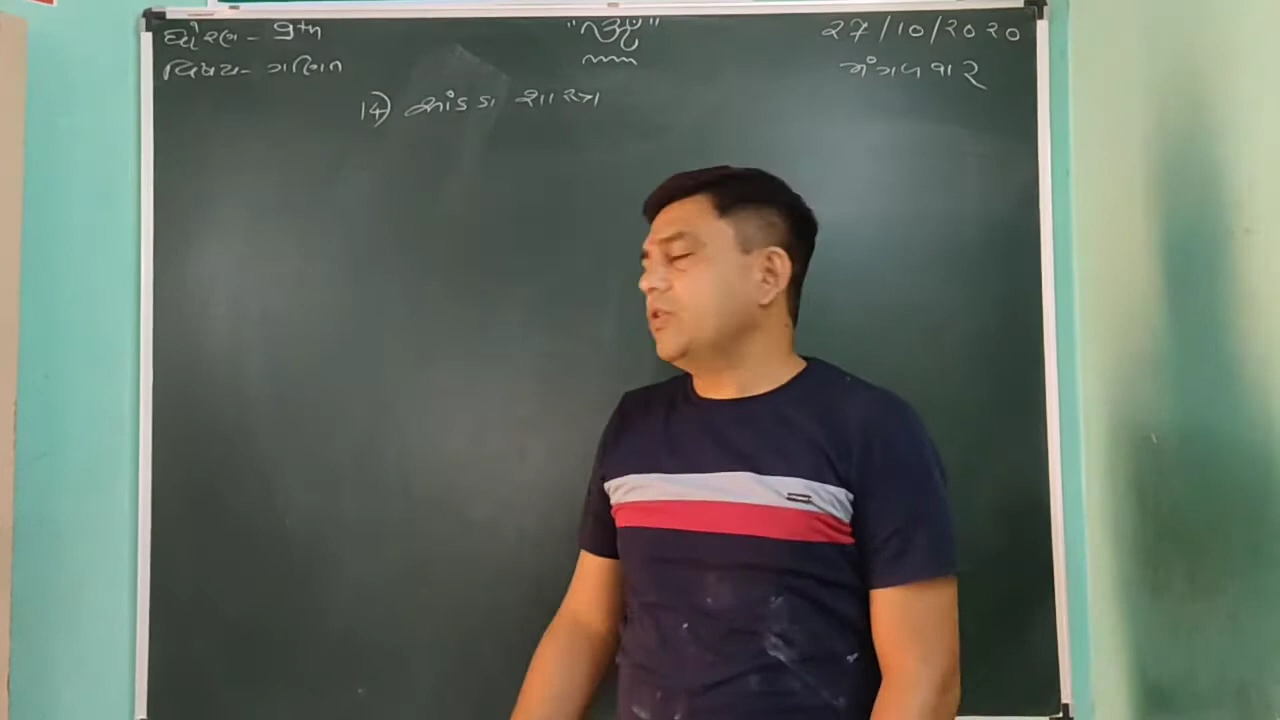 ધોરણ - 9th
"ૐ"
27/10/2020
વિષય - ગણિત
મંગળવાર
14) આંકડાશાસ્ત્ર